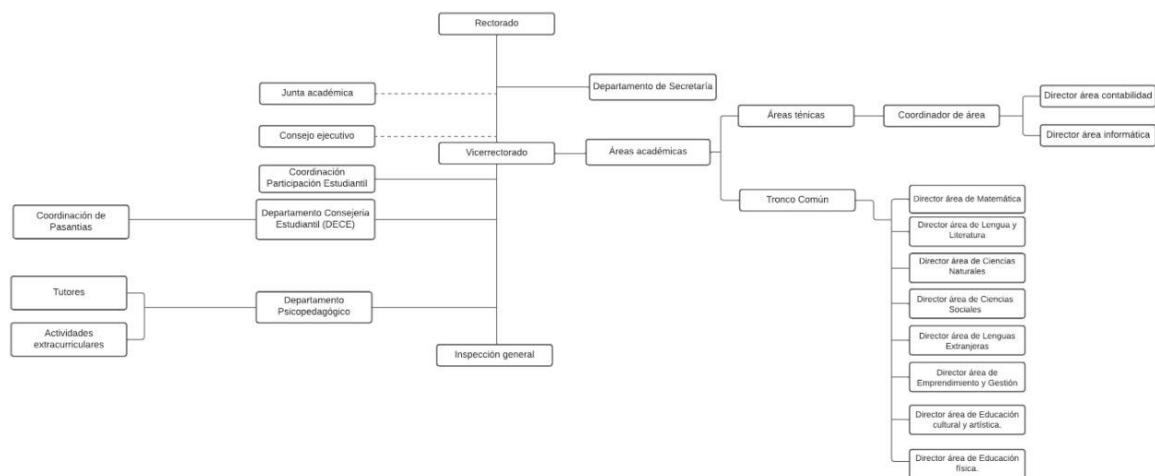 Rectorado
Departamento de Secretaría
Junta académica
Consejo ejecutivo
Vicerrectorado
Áreas académicas
Áreas ténicas
Coordinador de área
Director área contabilidad
Director área informática
Coordinación
Participación Estudiantil
Tronco Común
Departamento Consejería
Estudiantil (DECE)
Coordinación de
Pasantías
Director área de Matemática
Director área de Lengua y
Literatura
Director área de Ciencias
Naturales
Director área de Ciencias
Sociales
Director área de Lenguas
Extranjeras
Director área de
Emprendimiento y Gestión
Director área de Educación
cultural y artística.
Director área de Educación
física.
Tutores
Actividades
extracurriculares
Departamento
Psicopedagógico
Inspección general